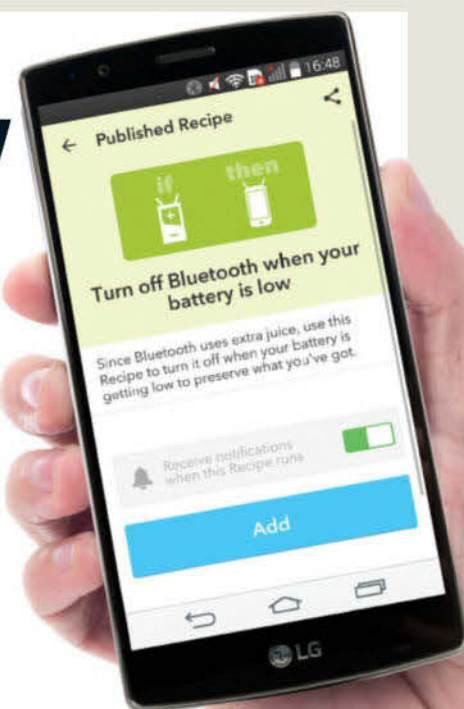 16:48
Published Recipe
if then
Turn off Bluetooth when your
battery is low
Since Bluetooth uses extra juice, use this
Recipe to turn it off when your battery is
getting low to preserve what you've got.
Receive notifications
when this Recipe runs
Add
LG